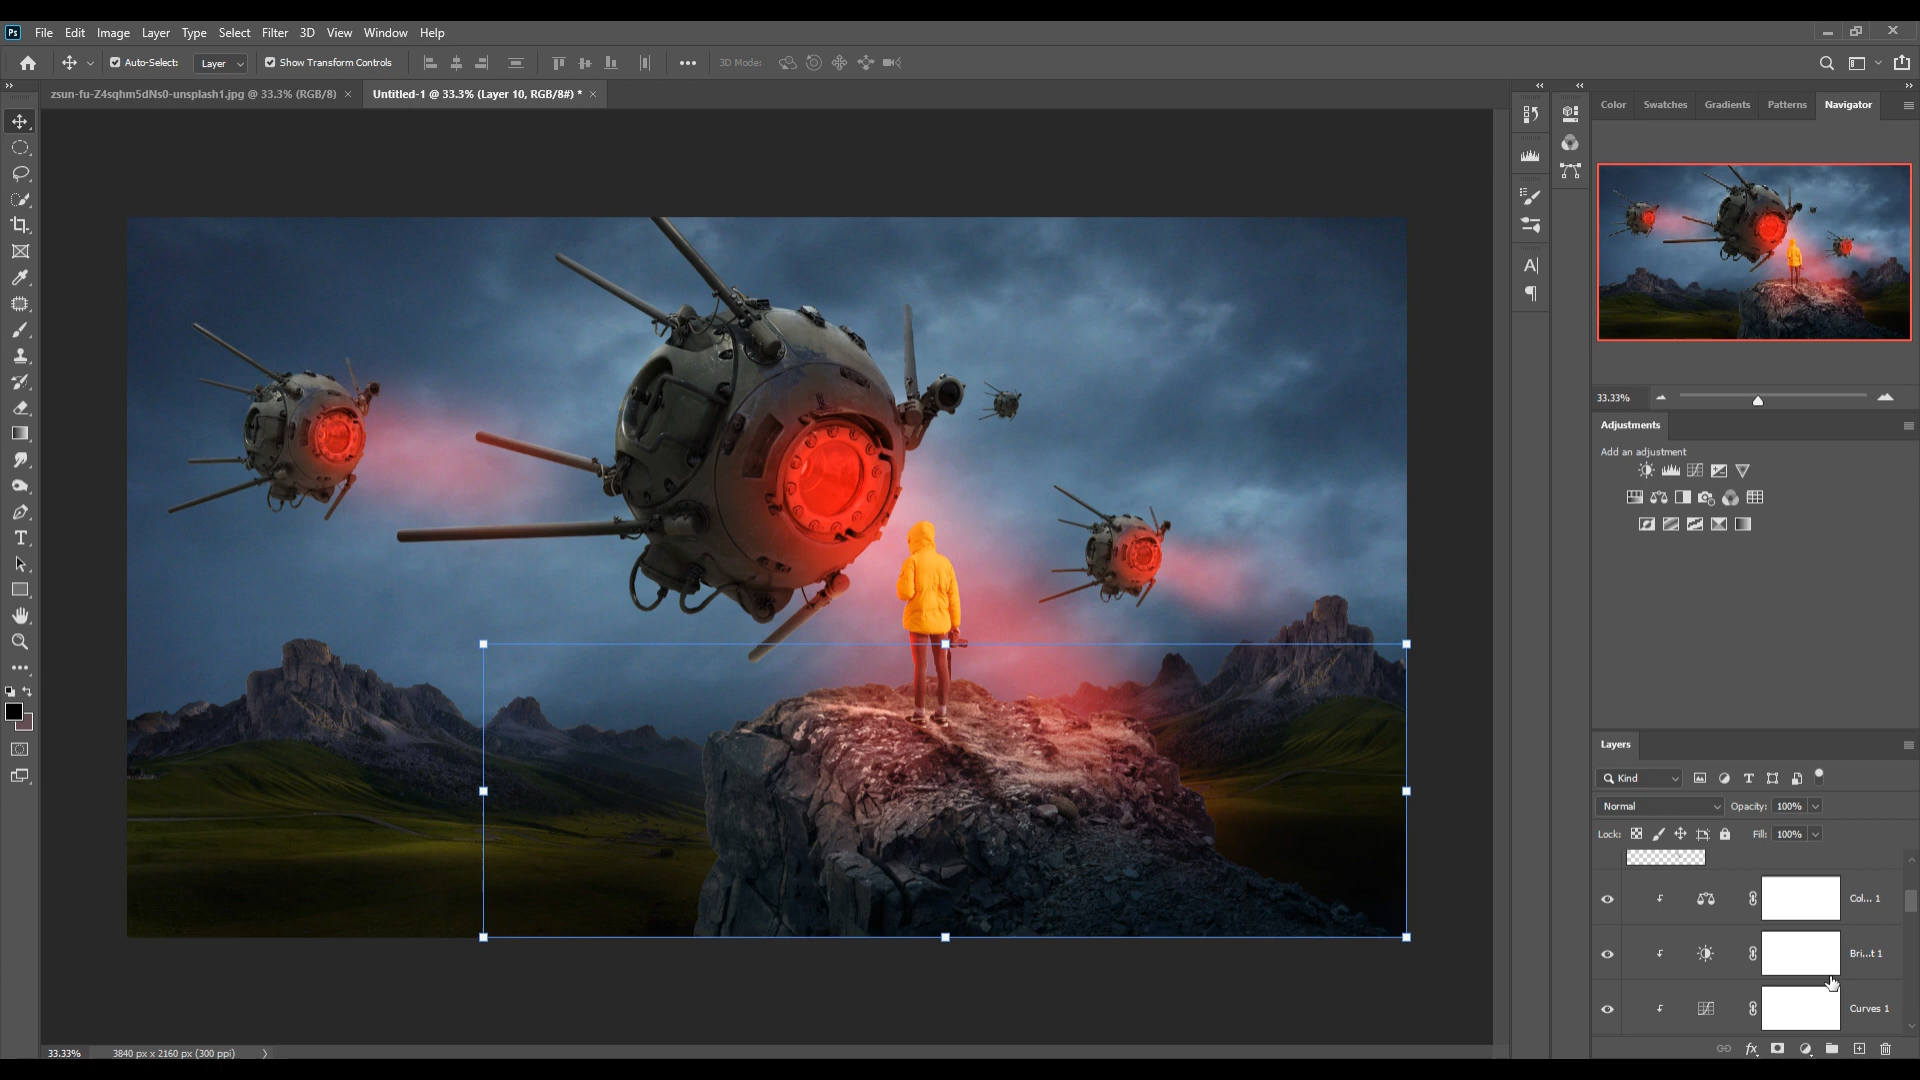 Ps File Edit Image Layer Type Select Filter 3D View Window Help
Auto-Select: Layer Show Transform Controls 3D Mode:
zsun-fu-Z4sqhm5dNs0-unsplash1.jpg @ 33.3% (RGB/8) × Untitled-1 @ 33.3% (Layer 10, RGB/8#) * ×
Color Swatches Gradients Patterns Navigator
33.33%
Adjustments
Add an adjustment
Layers
Kind
Normal Opacity: 100%
Lock: Fill: 100%
Col... 1
Bri...t 1
Curves 1
33.33% 3840 px x 2160 px (300 ppi)